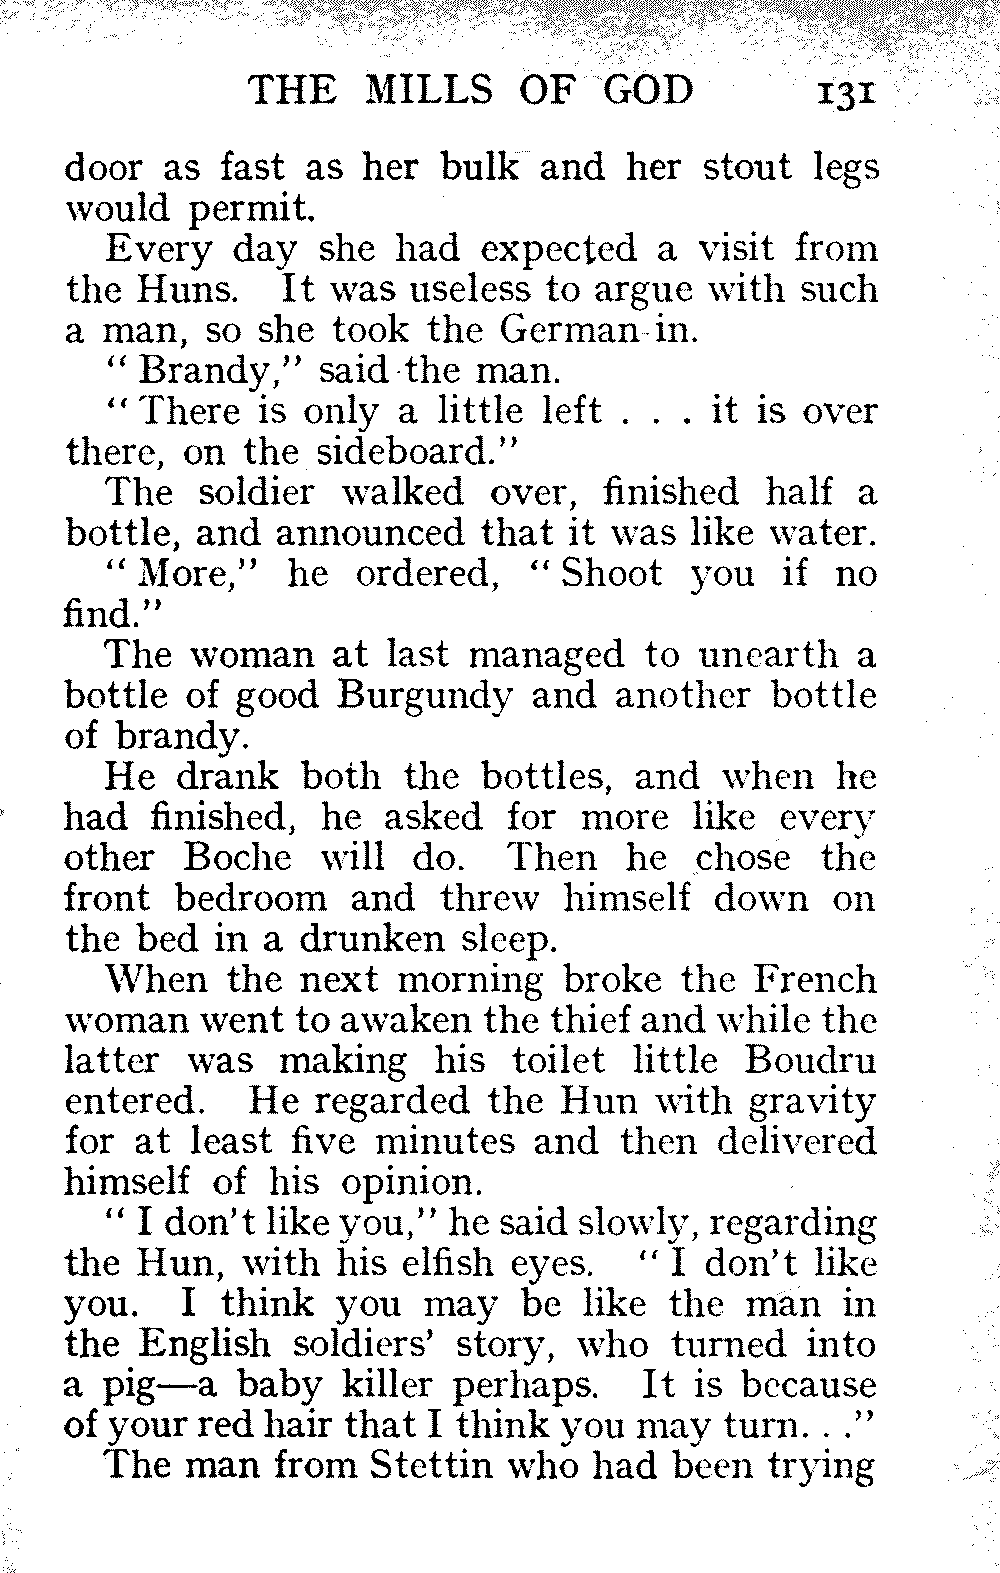 THE MILLS OF GOD 131
door as fast as her bulk and her stout legs
would permit.
Every day she had expected a visit from
the Huns. It was useless to argue with such
a man, so she took the German in.
“ Brandy,” said the man.
“ There is only a little left . . . it is over
there, on the sideboard.”
The soldier walked over, finished half a
bottle, and announced that it was like water.
“ More,” he ordered, “ Shoot you if no
find.”
The woman at last managed to unearth a
bottle of good Burgundy and another bottle
of brandy.
He drank both the bottles, and when he
had finished, he asked for more like every
other Boche will do. Then he chose the
front bedroom and threw himself down on
the bed in a drunken sleep.
When the next morning broke the French
woman went to awaken the thief and while the
latter was making his toilet little Boudru
entered. He regarded the Hun with gravity
for at least five minutes and then delivered
himself of his opinion.
“ I don't like you,” he said slowly, regarding
the Hun, with his elfish eyes. “ I don't like
you. I think you may be like the man in
the English soldiers' story, who turned into
a pig—a baby killer perhaps. It is because
of your red hair that I think you may turn. . .”
The man from Stettin who had been trying